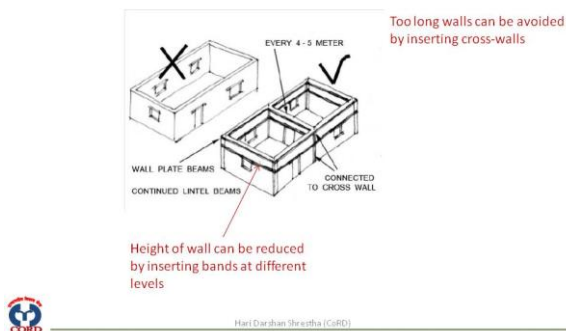 Too long walls can be avoided
by inserting cross-walls
EVERY 4 - 5 METER
WALL PLATE BEAMS
CONTINUED LINTEL BEAMS
CONNECTED
TO CROSS WALL
Height of wall can be reduced
by inserting bands at different
levels
CoRD
Hari Darshan Shrestha (CoRD)